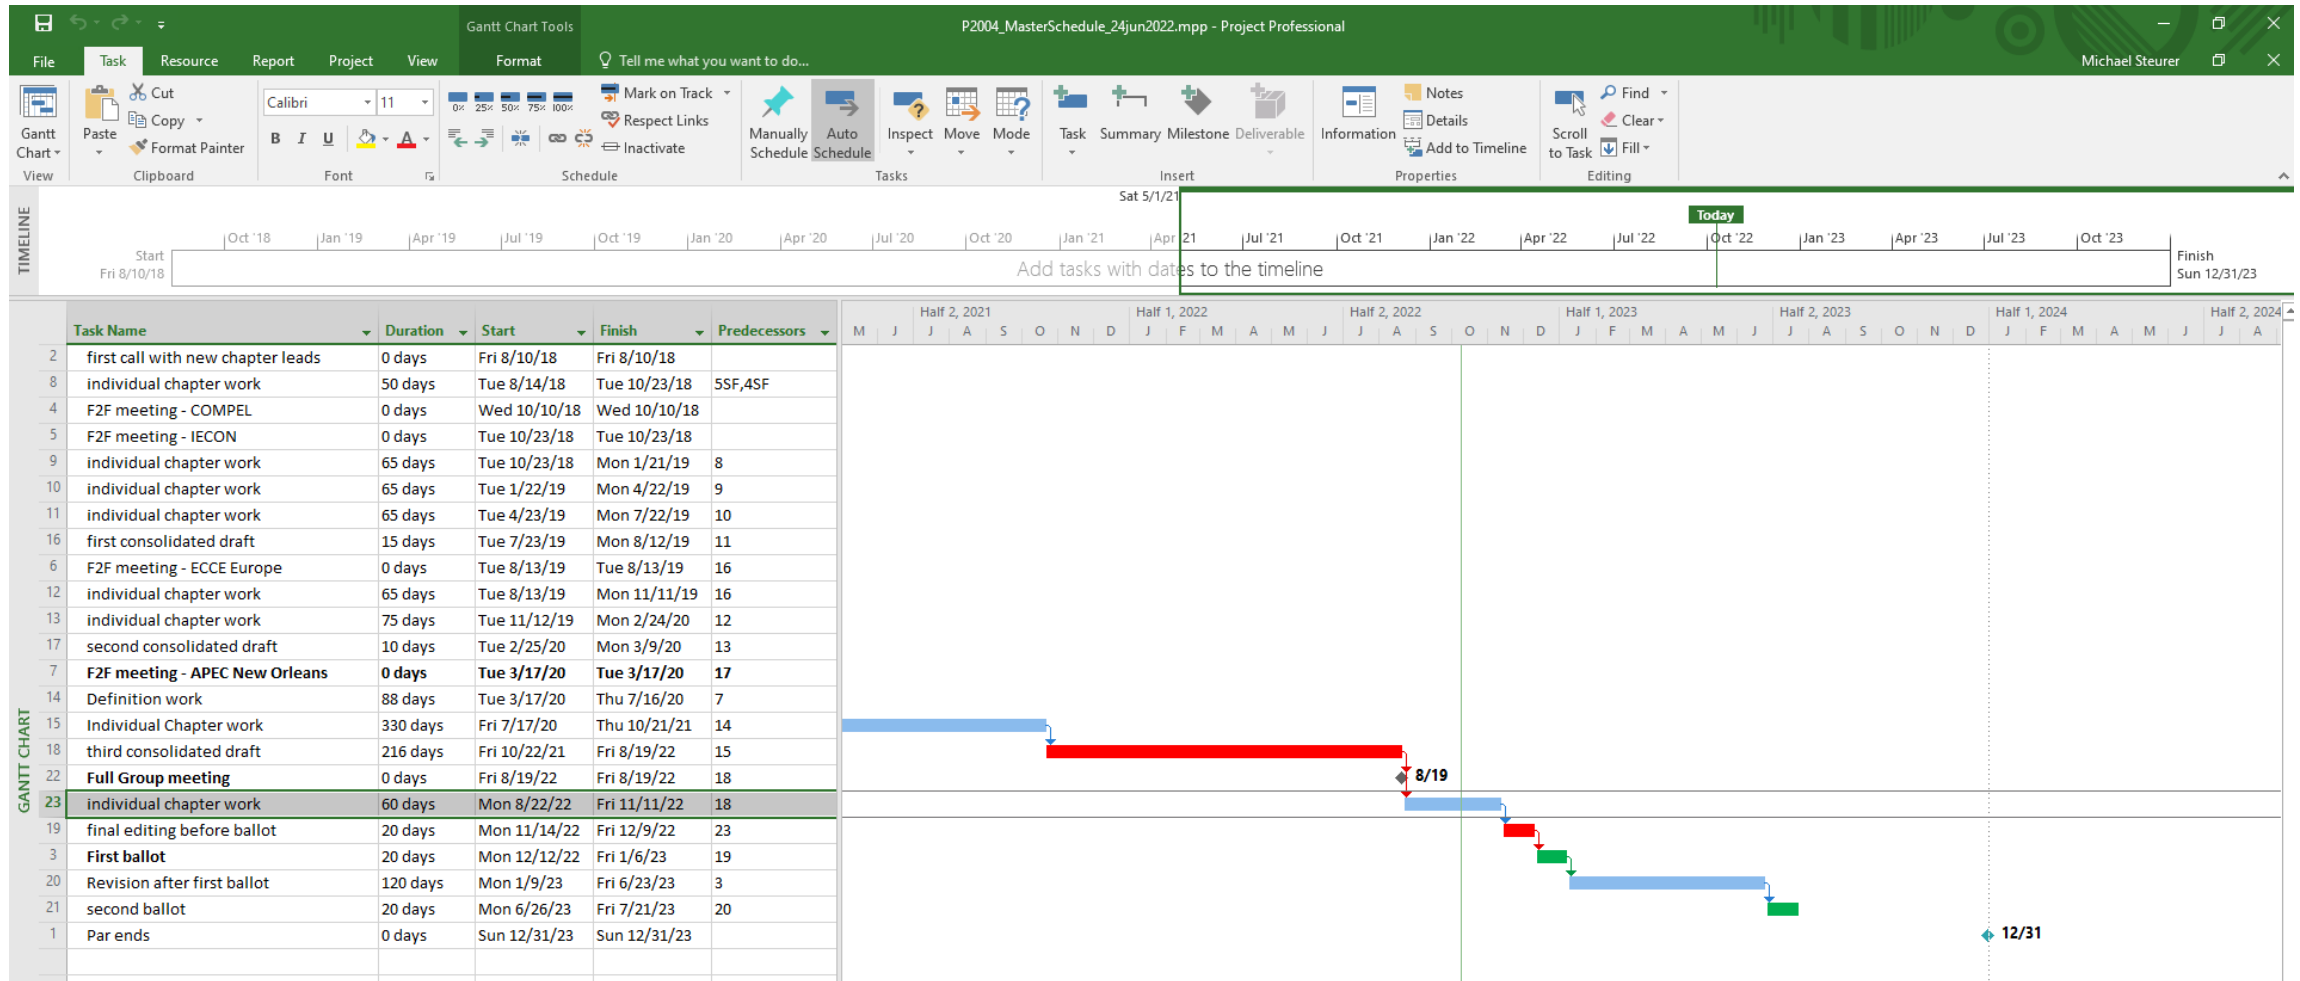 Gantt Chart Tools
P2004_MasterSchedule_24jun2022.mpp - Project Professional
File Task Resource Report Project View Format Tell me what you want to do... Michael Steurer
Gantt Chart
View
Paste
Cut
Copy
Format Painter
Clipboard
Calibri 11
B I U A
Font
0% 25% 50% 75% 100%
Mark on Track
Respect Links
Inactivate
Schedule
Manually Schedule
Auto Schedule
Inspect Move Mode
Tasks
Task Summary Milestone Deliverable
Insert
Information
Notes
Details
Add to Timeline
Properties
Scroll to Task
Find
Clear
Fill
Editing
TIMELINE
Sat 5/1/21
Today
Oct '18 Jan '19 Apr '19 Jul '19 Oct '19 Jan '20 Apr '20 Jul '20 Oct '20 Jan '21 Apr '21 Jul '21 Oct '21 Jan '22 Apr '22 Jul '22 Oct '22 Jan '23 Apr '23 Jul '23 Oct '23
Start
Fri 8/10/18
Add tasks with dates to the timeline
Finish
Sun 12/31/23
GANTT CHART
Half 2, 2021 Half 1, 2022 Half 2, 2022 Half 1, 2023 Half 2, 2023 Half 1, 2024 Half 2, 2024
Task Name Duration Start Finish Predecessors
M J J A S O N D J F M A M J J A S O N D J F M A M J J A S O N D J F M A M J J A
2 first call with new chapter leads 0 days Fri 8/10/18 Fri 8/10/18
8 individual chapter work 50 days Tue 8/14/18 Tue 10/23/18 5SF,4SF
4 F2F meeting - COMPEL 0 days Wed 10/10/18 Wed 10/10/18
5 F2F meeting - IECON 0 days Tue 10/23/18 Tue 10/23/18
9 individual chapter work 65 days Tue 10/23/18 Mon 1/21/19 8
10 individual chapter work 65 days Tue 1/22/19 Mon 4/22/19 9
11 individual chapter work 65 days Tue 4/23/19 Mon 7/22/19 10
16 first consolidated draft 15 days Tue 7/23/19 Mon 8/12/19 11
6 F2F meeting - ECCE Europe 0 days Tue 8/13/19 Tue 8/13/19 16
12 individual chapter work 65 days Tue 8/13/19 Mon 11/11/19 16
13 individual chapter work 75 days Tue 11/12/19 Mon 2/24/20 12
17 second consolidated draft 10 days Tue 2/25/20 Mon 3/9/20 13
7 F2F meeting - APEC New Orleans 0 days Tue 3/17/20 Tue 3/17/20 17
14 Definition work 88 days Tue 3/17/20 Thu 7/16/20 7
15 Individual Chapter work 330 days Fri 7/17/20 Thu 10/21/21 14
18 third consolidated draft 216 days Fri 10/22/21 Fri 8/19/22 15
22 Full Group meeting 0 days Fri 8/19/22 Fri 8/19/22 18 8/19
23 individual chapter work 60 days Mon 8/22/22 Fri 11/11/22 18
19 final editing before ballot 20 days Mon 11/14/22 Fri 12/9/22 23
3 First ballot 20 days Mon 12/12/22 Fri 1/6/23 19
20 Revision after first ballot 120 days Mon 1/9/23 Fri 6/23/23 3
21 second ballot 20 days Mon 6/26/23 Fri 7/21/23 20
1 Par ends 0 days Sun 12/31/23 Sun 12/31/23 12/31